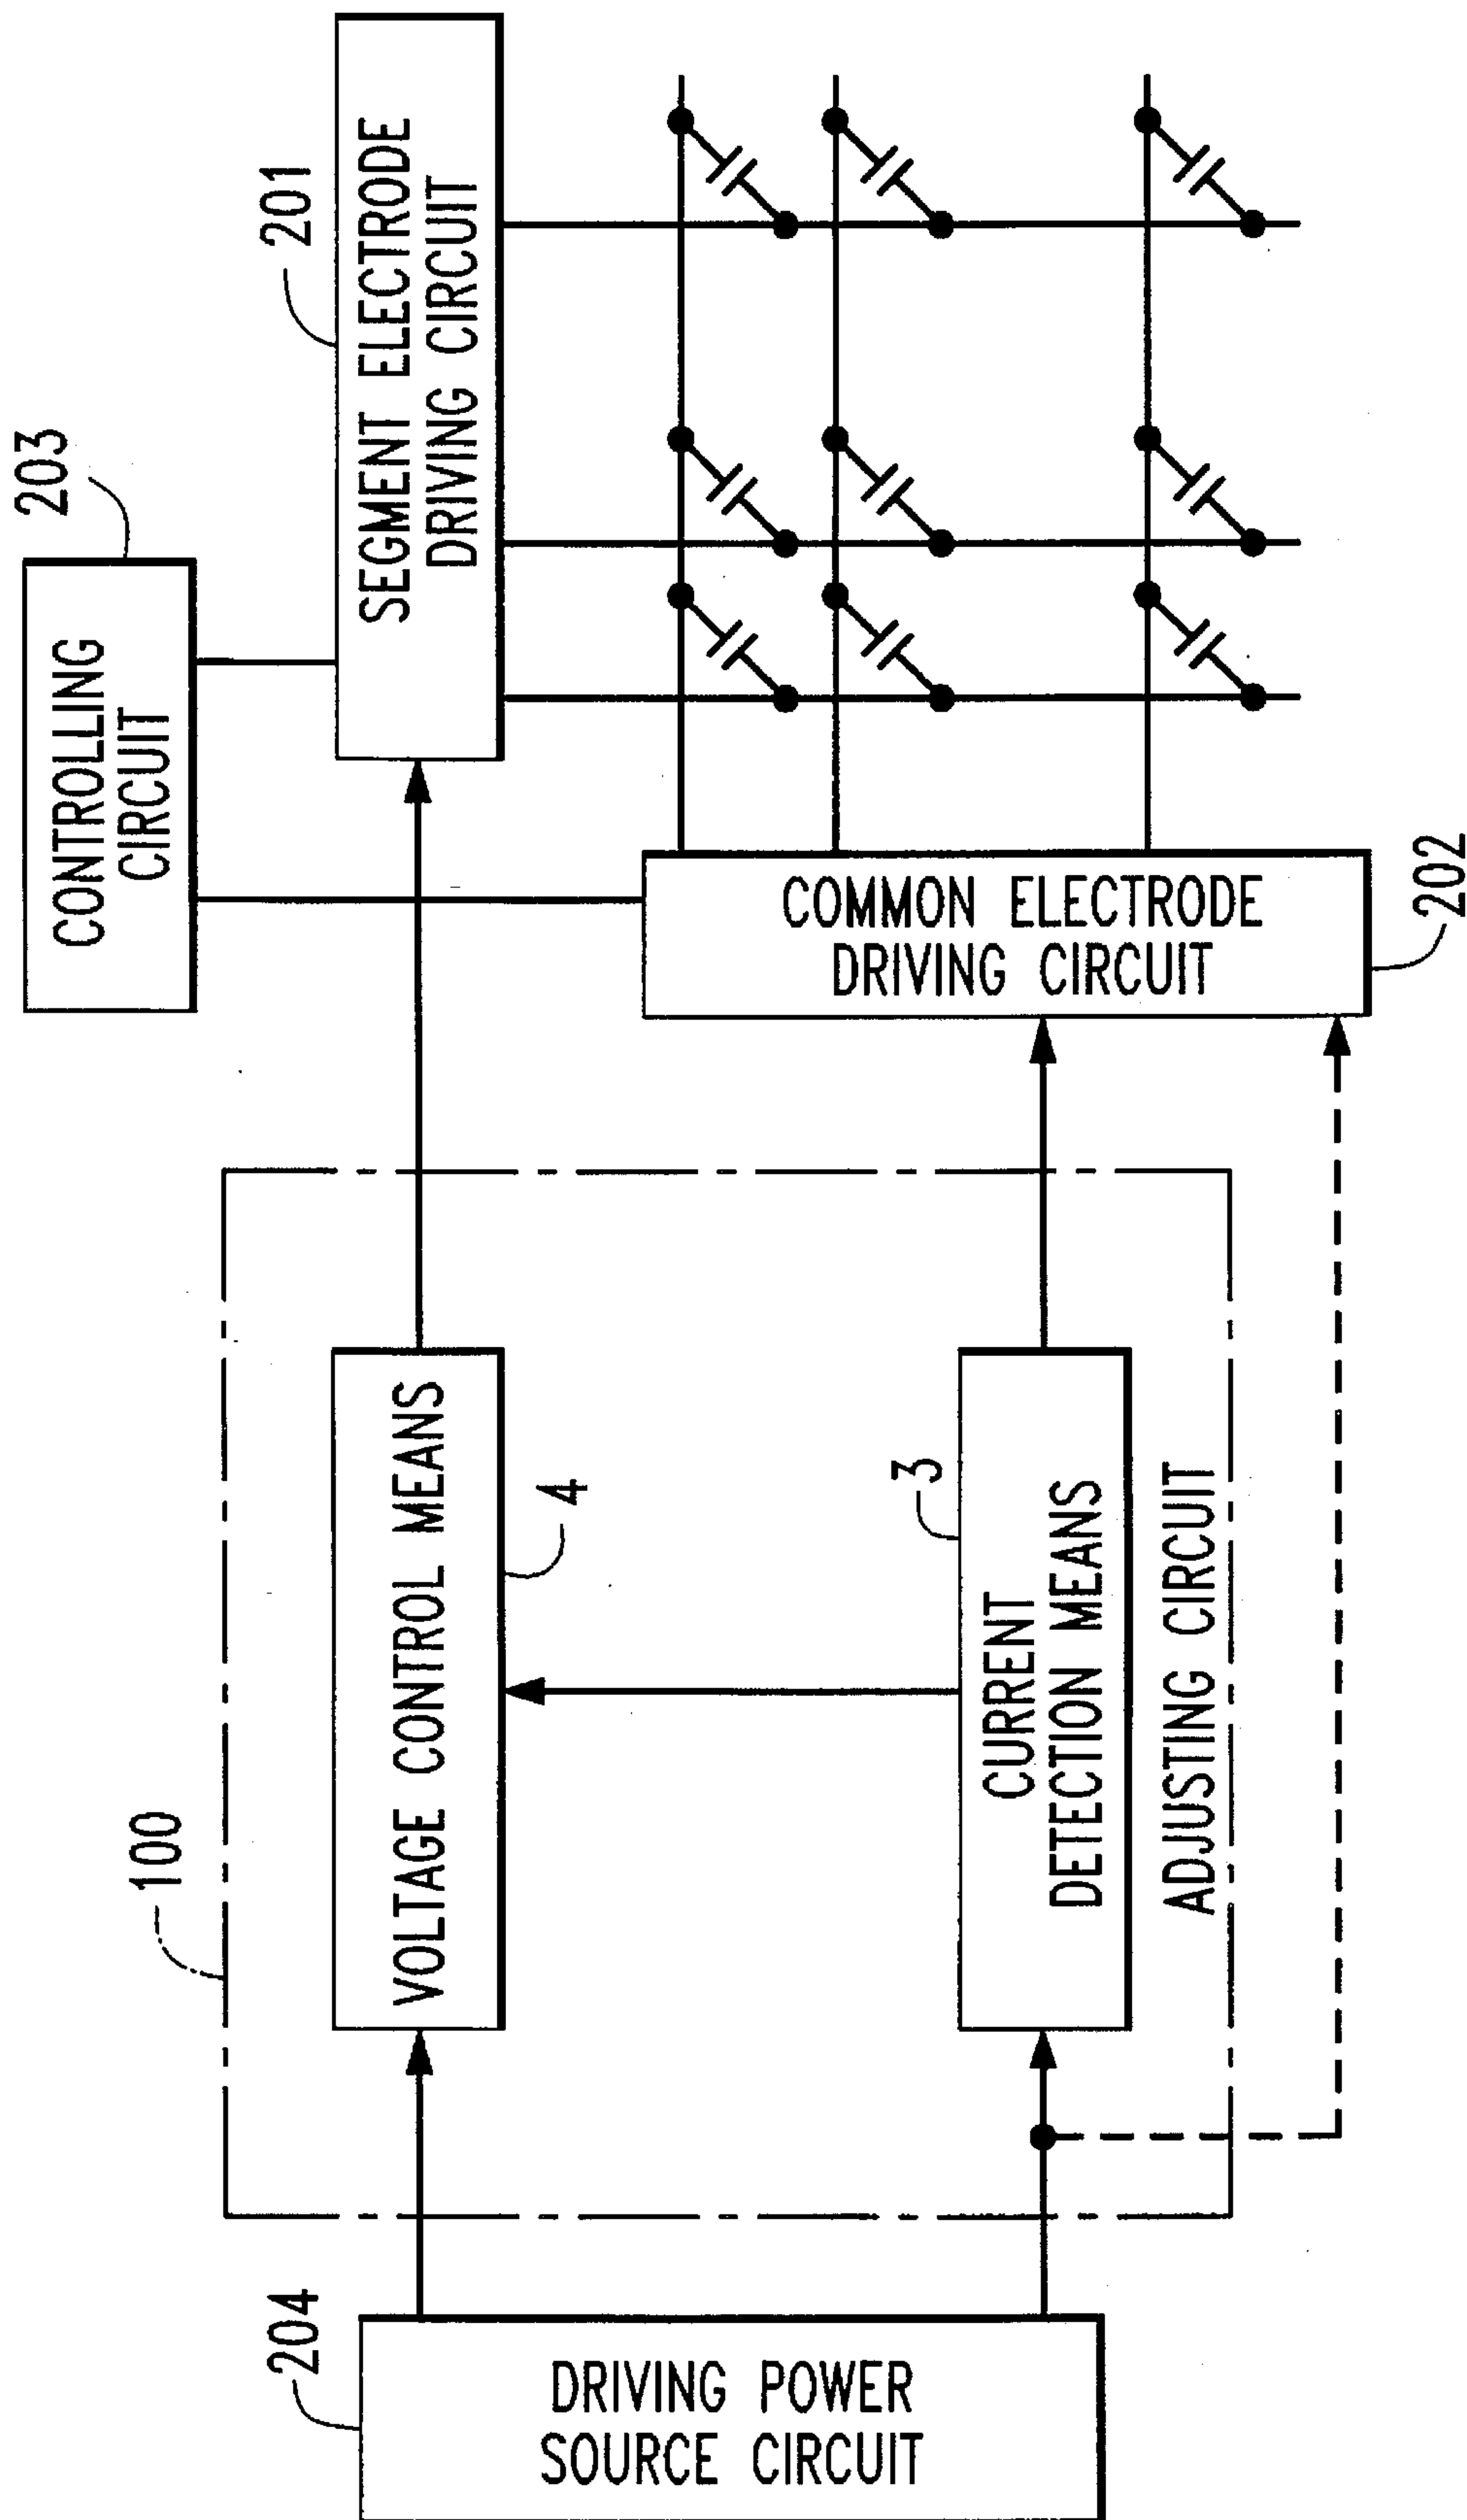 203
CONTROLLING
CIRCUIT
201
SEGMENT ELECTRODE
DRIVING CIRCUIT
100
204
VOLTAGE CONTROL MEANS
4
3
DRIVING POWER
SOURCE CIRCUIT
CURRENT
DETECTION MEANS
ADJUSTING CIRCUIT
COMMON ELECTRODE
DRIVING CIRCUIT
202